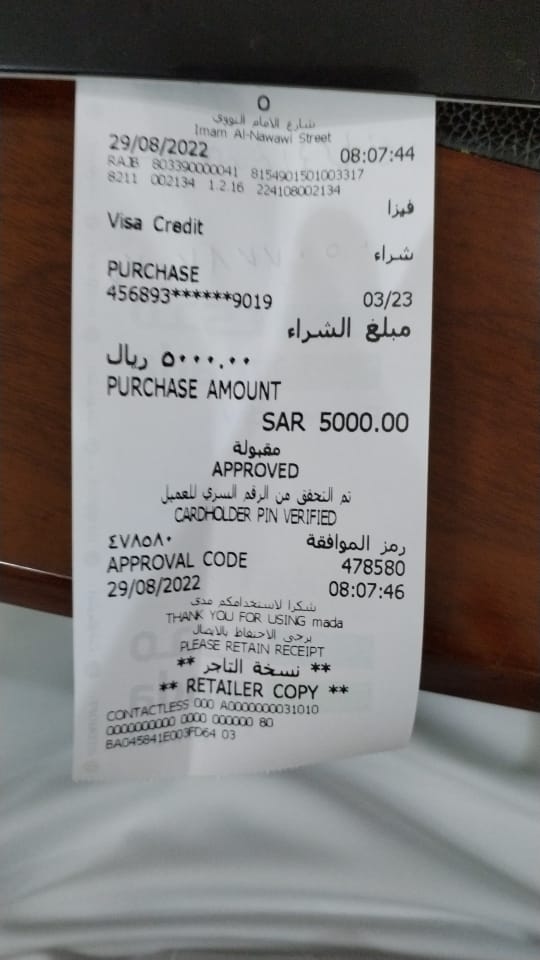 O
شارع الامام النووي
Imam Al-Nawawi Street
29/08/2022 08:07:44
RAJB 803390000041 8154901501003317
8211 002134 1.2.16 224108002134
فيزا
Visa Credit
شراء
PURCHASE
456893******9019 03/23
مبلغ الشراء
٥٠٠٠.٠٠ ريال
PURCHASE AMOUNT
SAR 5000.00
مقبولة
APPROVED
تم التحقق من الرقم السري للعميل
CARDHOLDER PIN VERIFIED
رمز الموافقة ٤٧٨٥٨٠
APPROVAL CODE 478580
29/08/2022 08:07:46
شكرا لاستخدامكم مدى
THANK YOU FOR USING mada
يرجى الاحتفاظ بالايصال
PLEASE RETAIN RECEIPT
** نسخة التاجر **
** RETAILER COPY **
CONTACTLESS 000 A0000000031010
0000000000 0000 000000 80
BA045841E003FD64 03